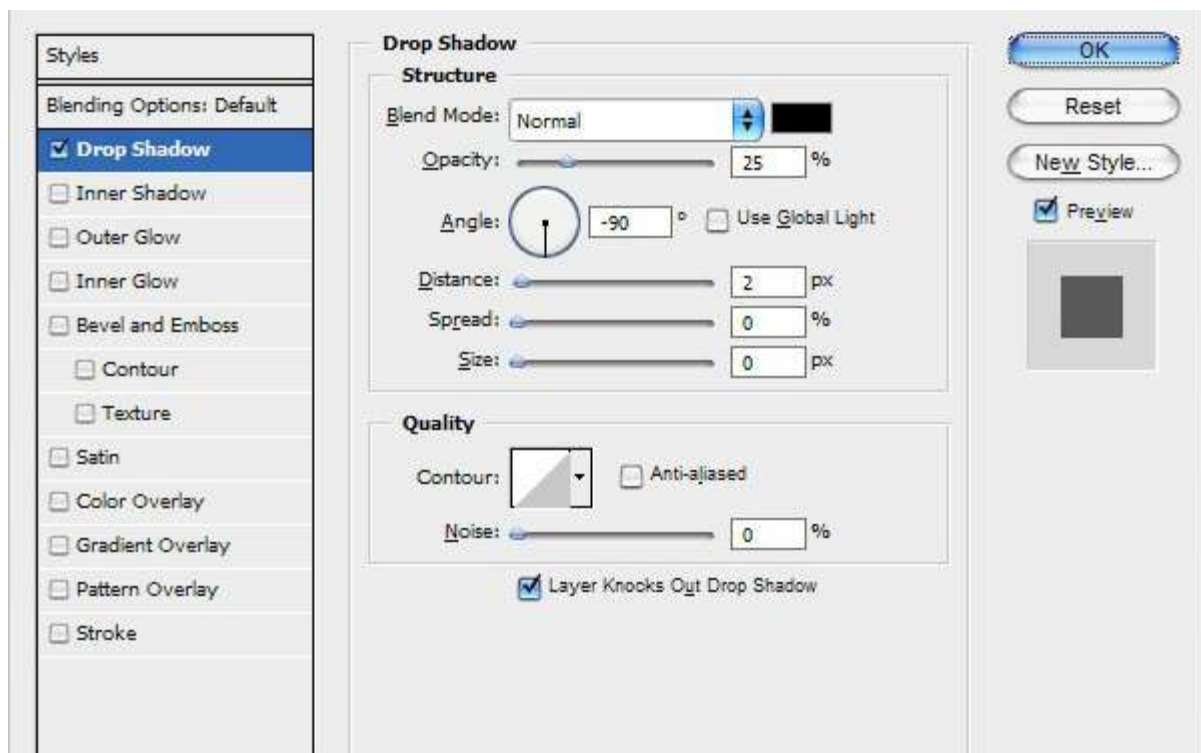 Styles
Blending Options: Default
Drop Shadow
Inner Shadow
Outer Glow
Inner Glow
Bevel and Emboss
Contour
Texture
Satin
Color Overlay
Gradient Overlay
Pattern Overlay
Stroke
Drop Shadow
Structure
Blend Mode: Normal
Opacity: 25 %
Angle: -90 ° Use Global Light
Distance: 2 px
Spread: 0 %
Size: 0 px
Quality
Contour: Anti-aliased
Noise: 0 %
Layer Knocks Out Drop Shadow
OK
Reset
New Style...
Preview